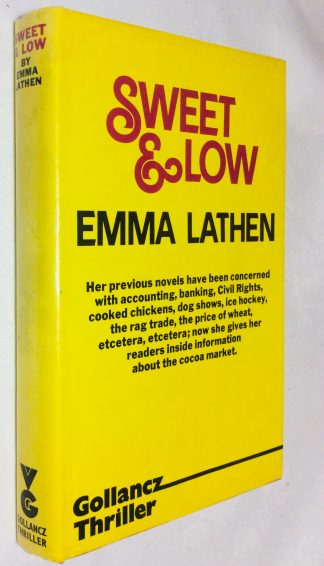 SWEET
& LOW
BY
EMMA
LATHEN
VG
GOLLANCZ
THRILLER
SWEET
& LOW
EMMA LATHEN
Her previous novels have been concerned
with accounting, banking, Civil Rights,
cooked chickens, dog shows, ice hockey,
the rag trade, the price of wheat,
etcetera, etcetera; now she gives her
readers inside information
about the cocoa market.
Gollancz
Thriller